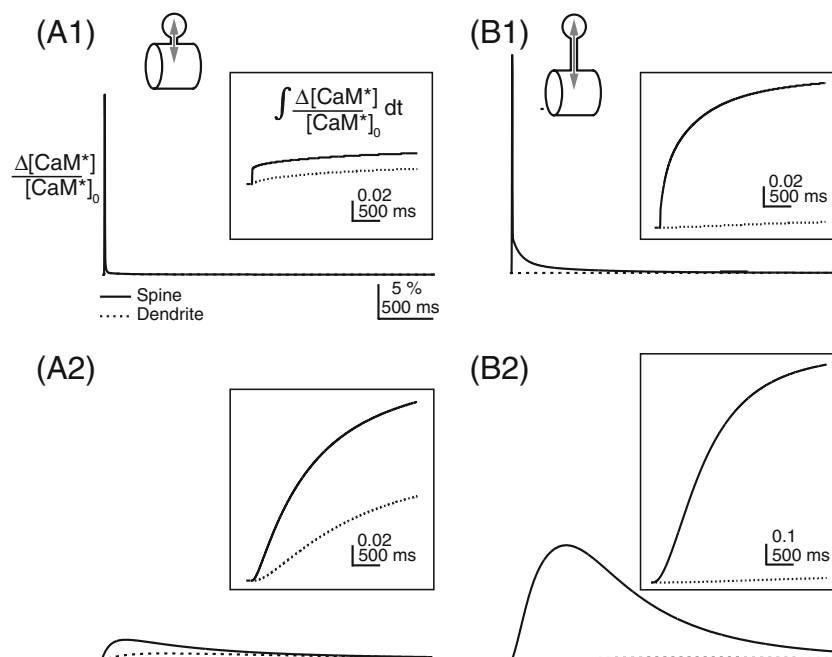 (A1)
∫ Δ[CaM*]/[CaM*]₀ dt
Δ[CaM*]
[CaM*]₀
0.02
500 ms
Spine
Dendrite
5 %
500 ms
(B1)
0.02
500 ms
(A2)
0.02
500 ms
(B2)
0.1
500 ms